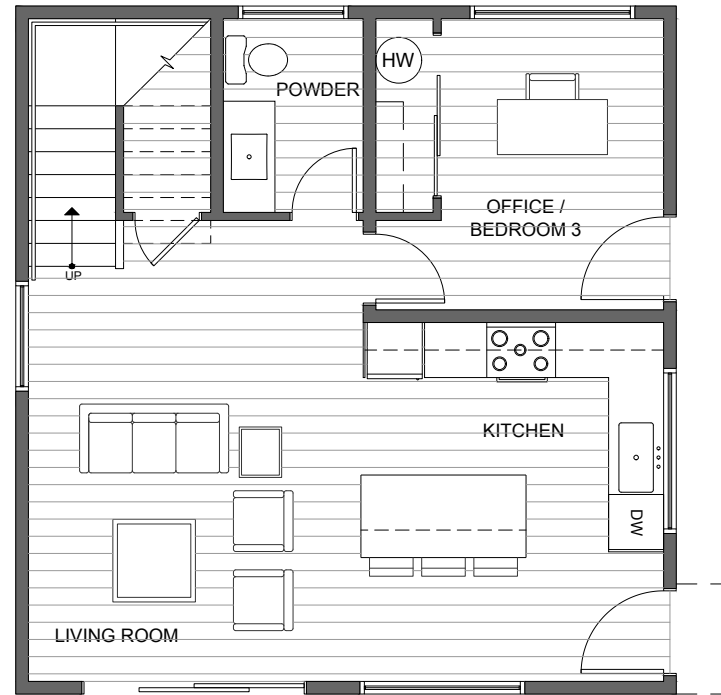 HW
POWDER
OFFICE /
BEDROOM 3
UP
KITCHEN
DW
LIVING ROOM